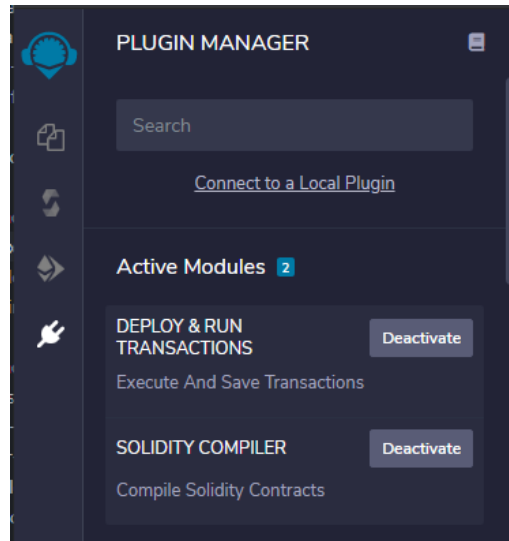 PLUGIN MANAGER
Search
Connect to a Local Plugin
Active Modules 2
DEPLOY & RUN
TRANSACTIONS
Deactivate
Execute And Save Transactions
SOLIDITY COMPILER
Deactivate
Compile Solidity Contracts